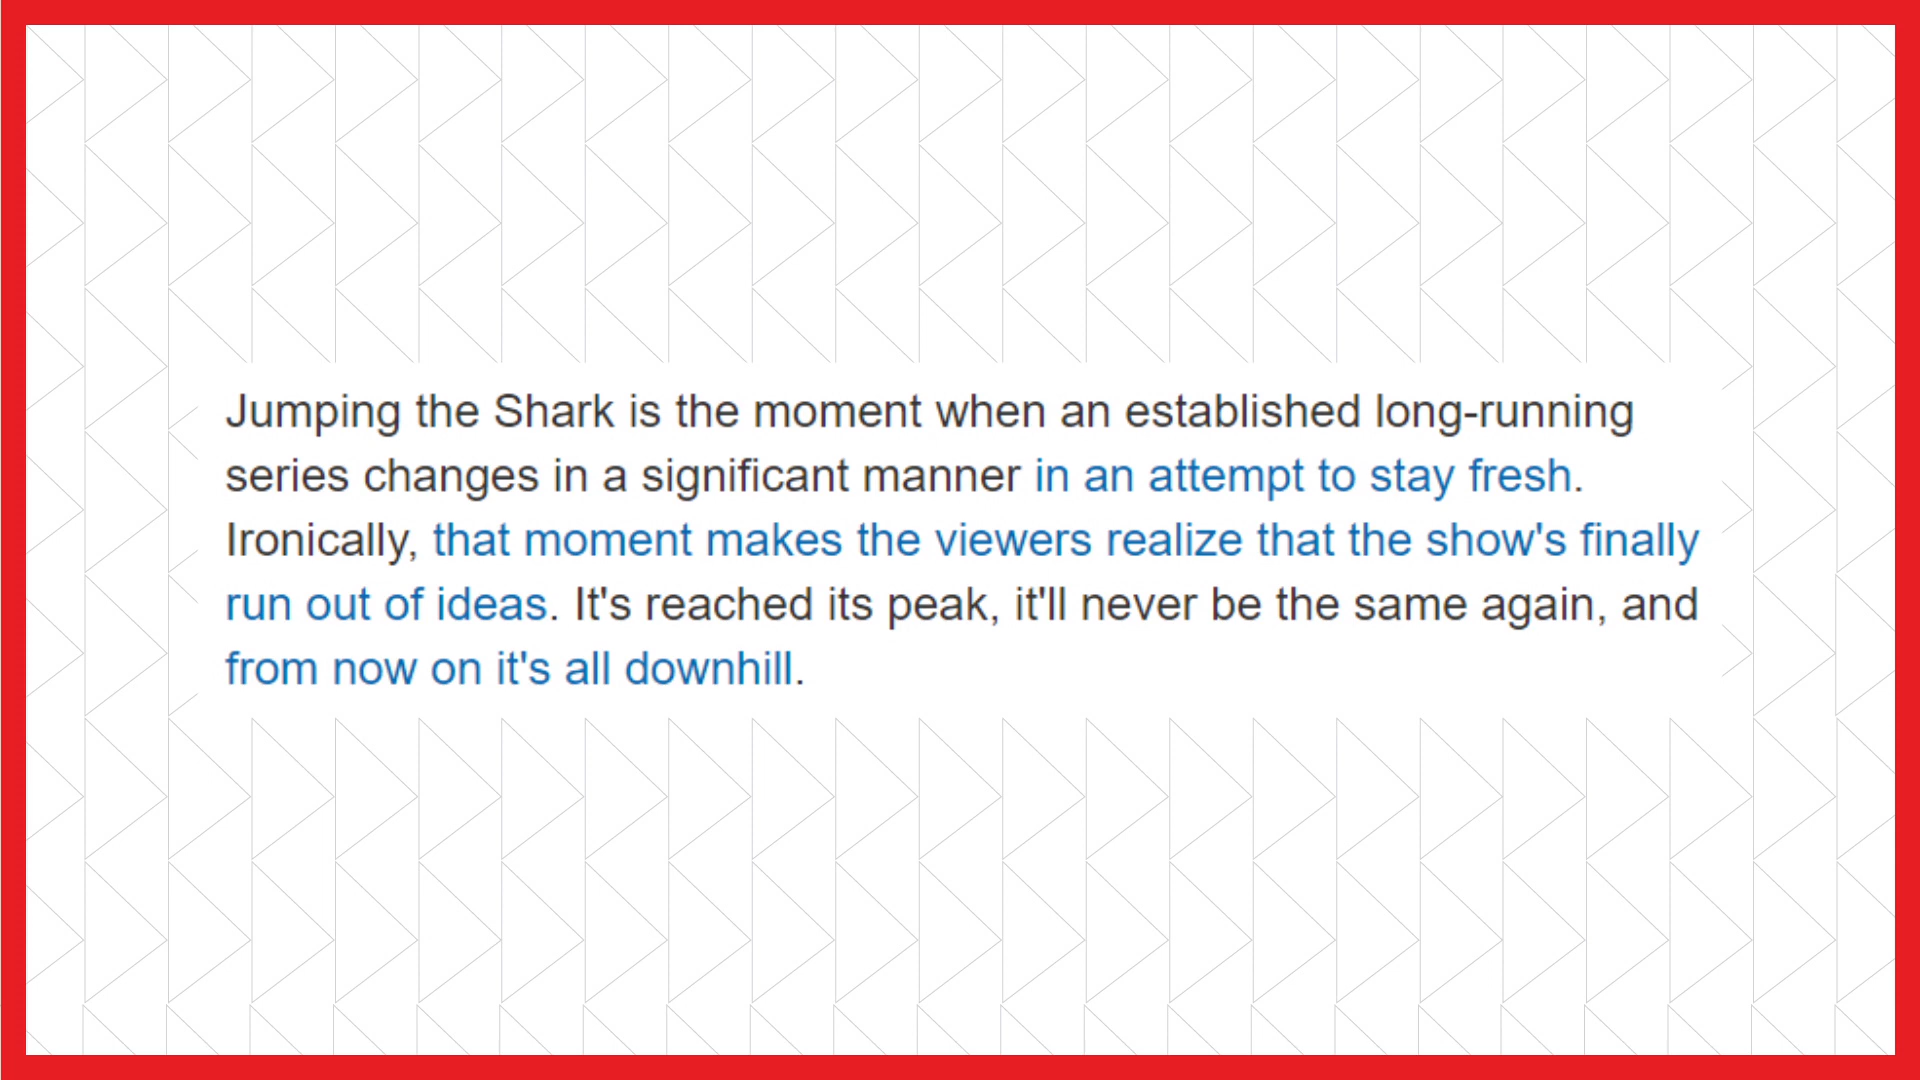 Jumping the Shark is the moment when an established long-running
series changes in a significant manner in an attempt to stay fresh.
Ironically, that moment makes the viewers realize that the show's finally
run out of ideas. It's reached its peak, it'll never be the same again, and
from now on it's all downhill.